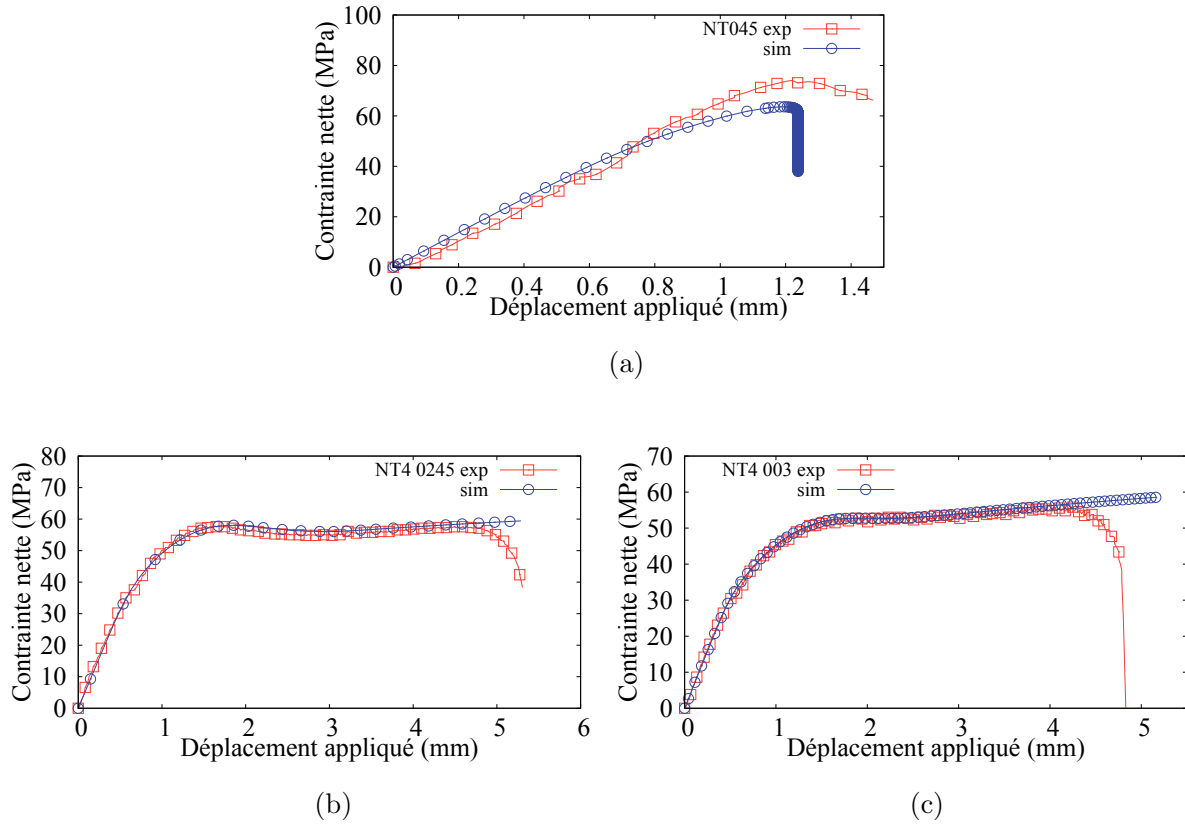 100
80
60
40
20
0
Contrainte nette (MPa)
NT045 exp
sim
0 0.2 0.4 0.6 0.8 1 1.2 1.4
Déplacement appliqué (mm)
(a)
80
70
60
50
40
30
20
10
0
Contrainte nette (MPa)
NT4 0245 exp
sim
0 1 2 3 4 5 6
Déplacement appliqué (mm)
(b)
70
60
50
40
30
20
10
0
Contrainte nette (MPa)
NT4 003 exp
sim
0 1 2 3 4 5
Déplacement appliqué (mm)
(c)